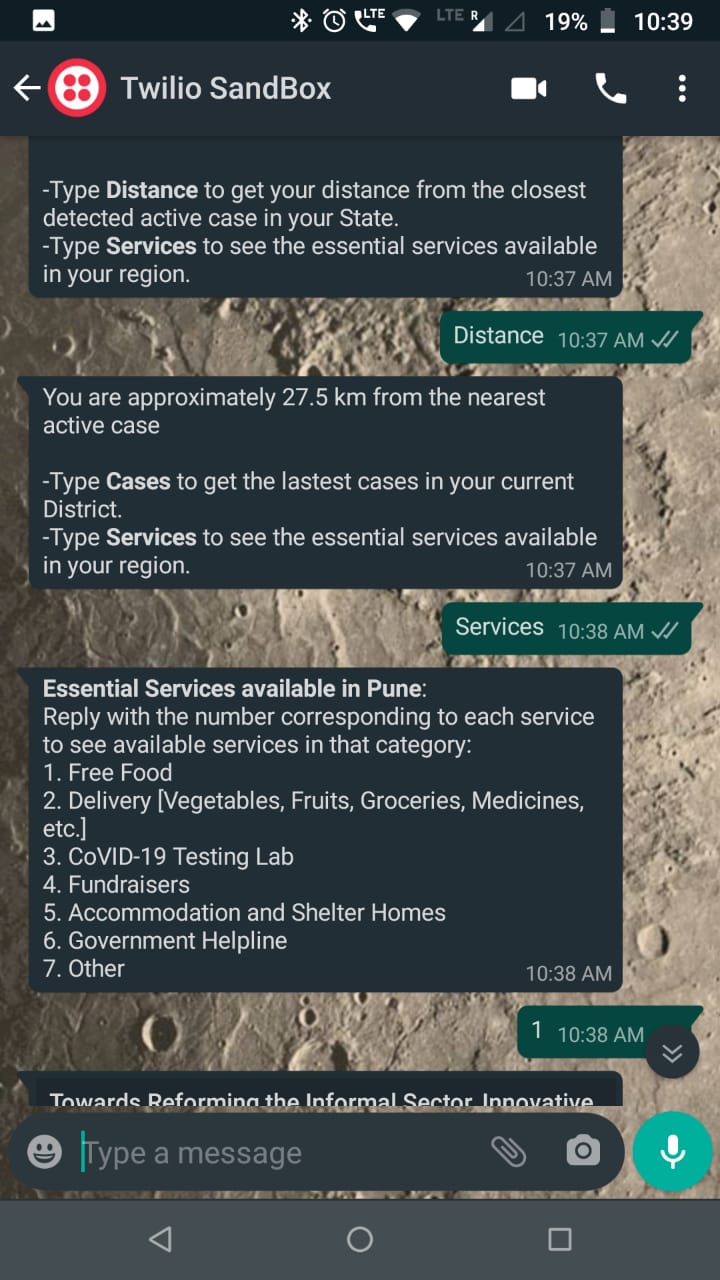 LTE LTE R 19% 10:39
Twilio SandBox
-Type Distance to get your distance from the closest
detected active case in your State.
-Type Services to see the essential services available
in your region. 10:37 AM
Distance 10:37 AM
You are approximately 27.5 km from the nearest
active case
-Type Cases to get the lastest cases in your current
District.
-Type Services to see the essential services available
in your region. 10:37 AM
Services 10:38 AM
Essential Services available in Pune:
Reply with the number corresponding to each service
to see available services in that category:
1. Free Food
2. Delivery [Vegetables, Fruits, Groceries, Medicines,
etc.]
3. CoVID-19 Testing Lab
4. Fundraisers
5. Accommodation and Shelter Homes
6. Government Helpline
7. Other 10:38 AM
1 10:38 AM
Towards Reforming the Informal Sector, Innovative
Type a message